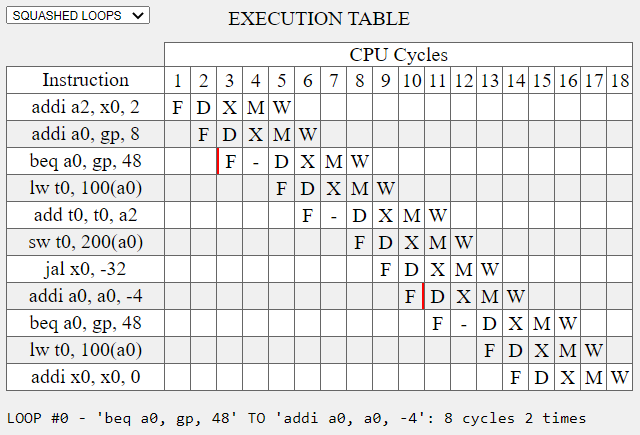 SQUASHED LOOPS
EXECUTION TABLE
CPU Cycles
Instruction 1 2 3 4 5 6 7 8 9 10 11 12 13 14 15 16 17 18
addi a2, x0, 2 F D X M W
addi a0, gp, 8 F D X M W
beq a0, gp, 48 F - D X M W
lw t0, 100(a0) F D X M W
add t0, t0, a2 F - D X M W
sw t0, 200(a0) F D X M W
jal x0, -32 F D X M W
addi a0, a0, -4 F D X M W
beq a0, gp, 48 F - D X M W
lw t0, 100(a0) F D X M W
addi x0, x0, 0 F D X M W
LOOP #0 - 'beq a0, gp, 48' TO 'addi a0, a0, -4': 8 cycles 2 times